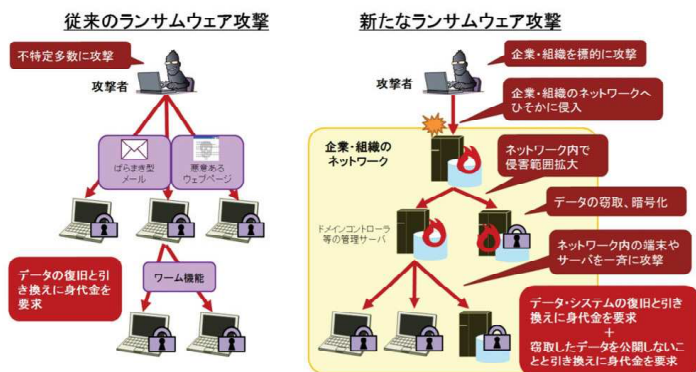 従来のランサムウェア攻撃
不特定多数に攻撃
攻撃者
ばらまき型
メール
悪意ある
ウェブページ
データの復旧と引
き換えに身代金を
要求
ワーム機能
新たなランサムウェア攻撃
企業・組織を標的に攻撃
攻撃者
企業・組織のネットワークへ
ひそかに侵入
企業・組織の
ネットワーク
ネットワーク内で
侵害範囲拡大
データの窃取、暗号化
ドメインコントローラ
等の管理サーバ
ネットワーク内の端末や
サーバを一斉に攻撃
データ・システムの復旧と引き
換えに身代金を要求
+
窃取したデータを公開しないこ
とと引き換えに身代金を要求